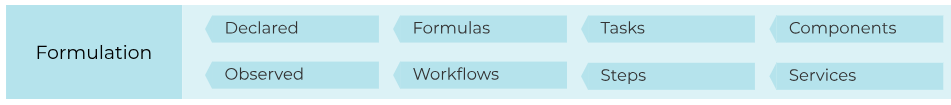 Formulation
Declared
Formulas
Tasks
Components
Observed
Workflows
Steps
Services